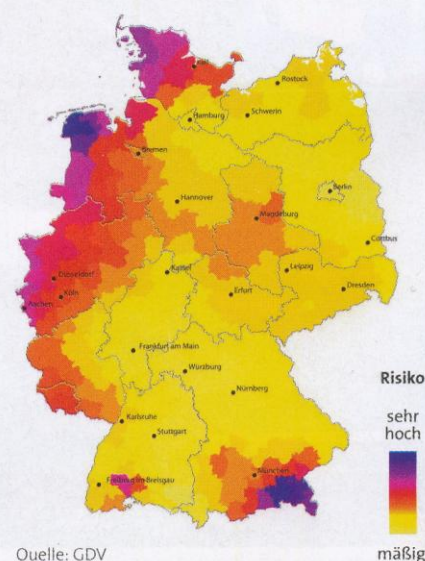 Kiel
Rostock
Schwerin
Hamburg
Bremen
Berlin
Hannover
Magdeburg
Cottbus
Düsseldorf
Kassel
Leipzig
Köln
Erfurt
Dresden
Aachen
Frankfurt am Main
Würzburg
Nürnberg
Karlsruhe
Stuttgart
München
Freiburg im Breisgau
Risiko
sehr
hoch
mäßig
Quelle: GDV